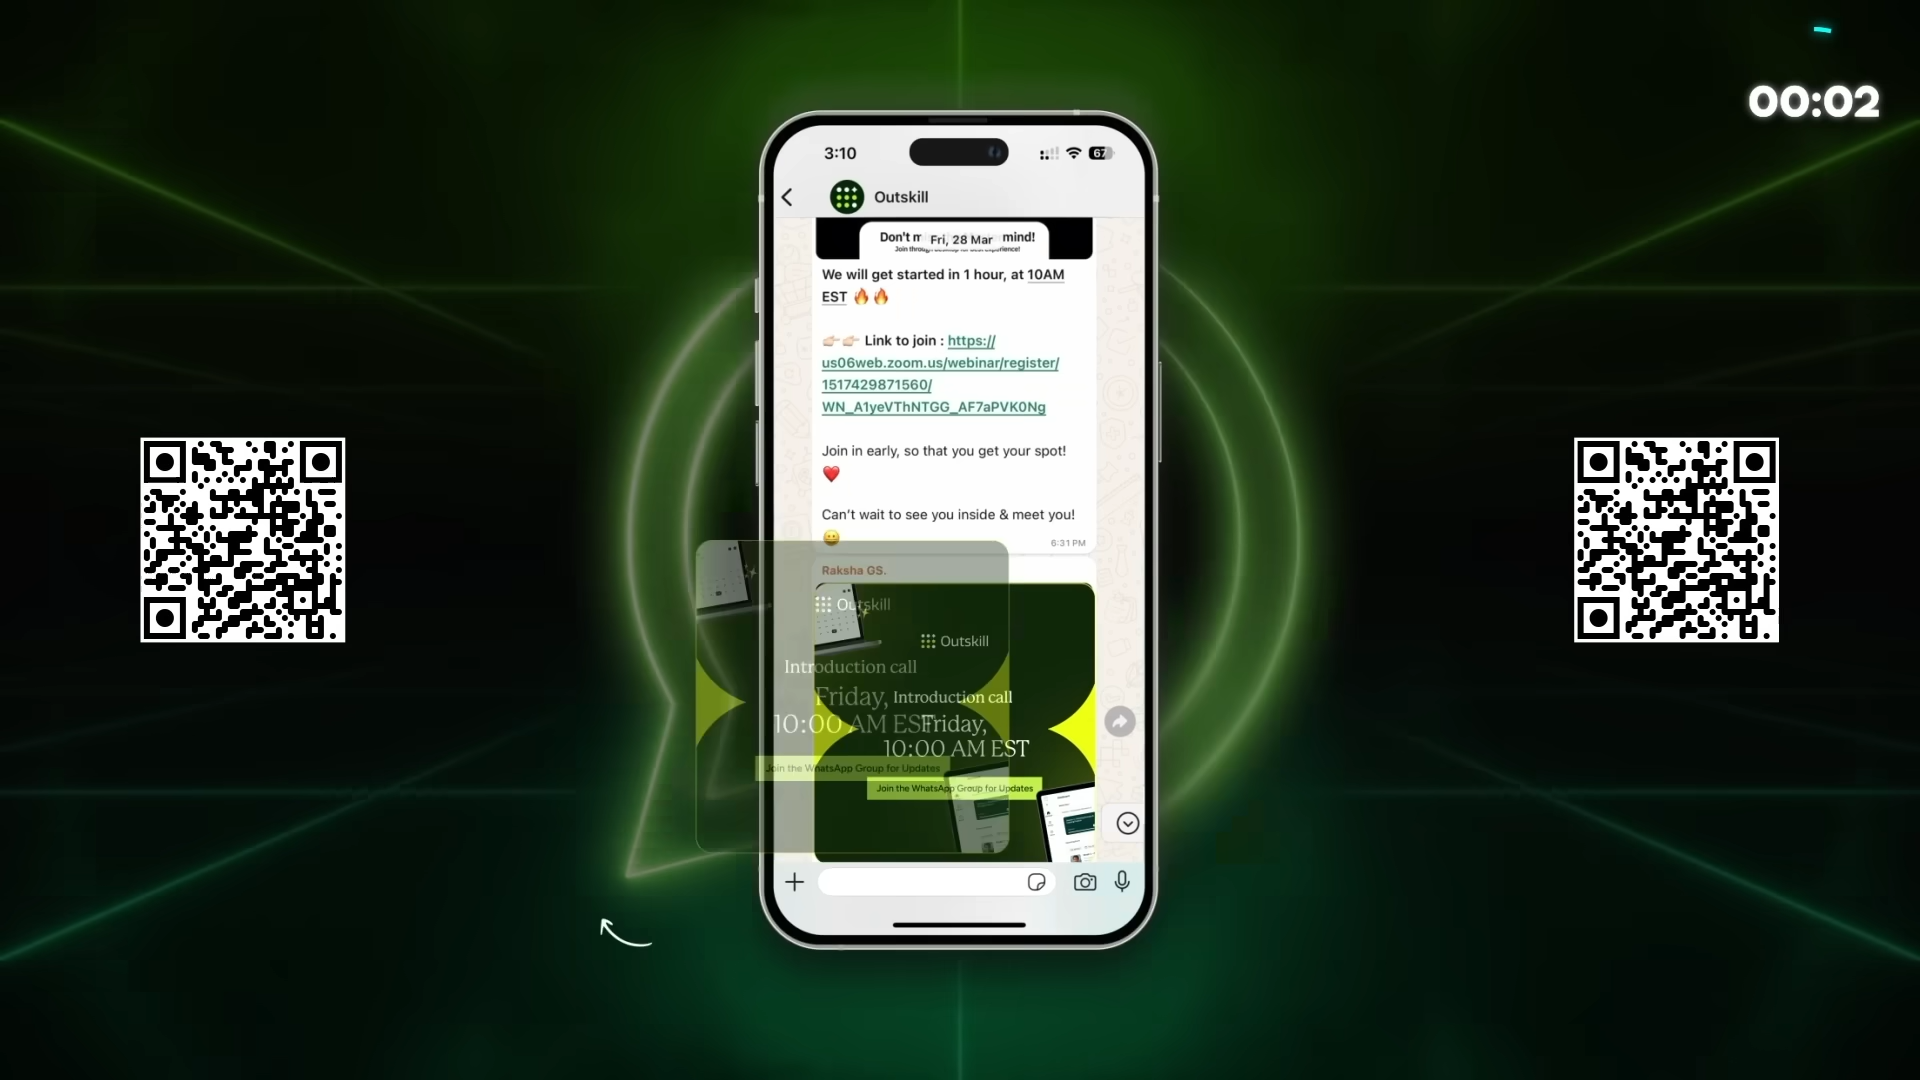 00:02
3:10
67
Outskill
Don't m
mind!
Fri, 28 Mar
We will get started in 1 hour, at 10AM
EST 🔥🔥
👉🏻👉🏻 Link to join : https://
us06web.zoom.us/webinar/register/
1517429871560/
WN_A1yeVThNTGG_AF7aPVK0Ng
Join in early, so that you get your spot!
❤️
Can't wait to see you inside & meet you!
😀
6:31 PM
Raksha GS.
Outskill
Outskill
Introduction call
Friday,
10:00 AM EST
Join the WhatsApp Group for Updates
Introduction call
Friday,
10:00 AM EST
Join the WhatsApp Group for Updates